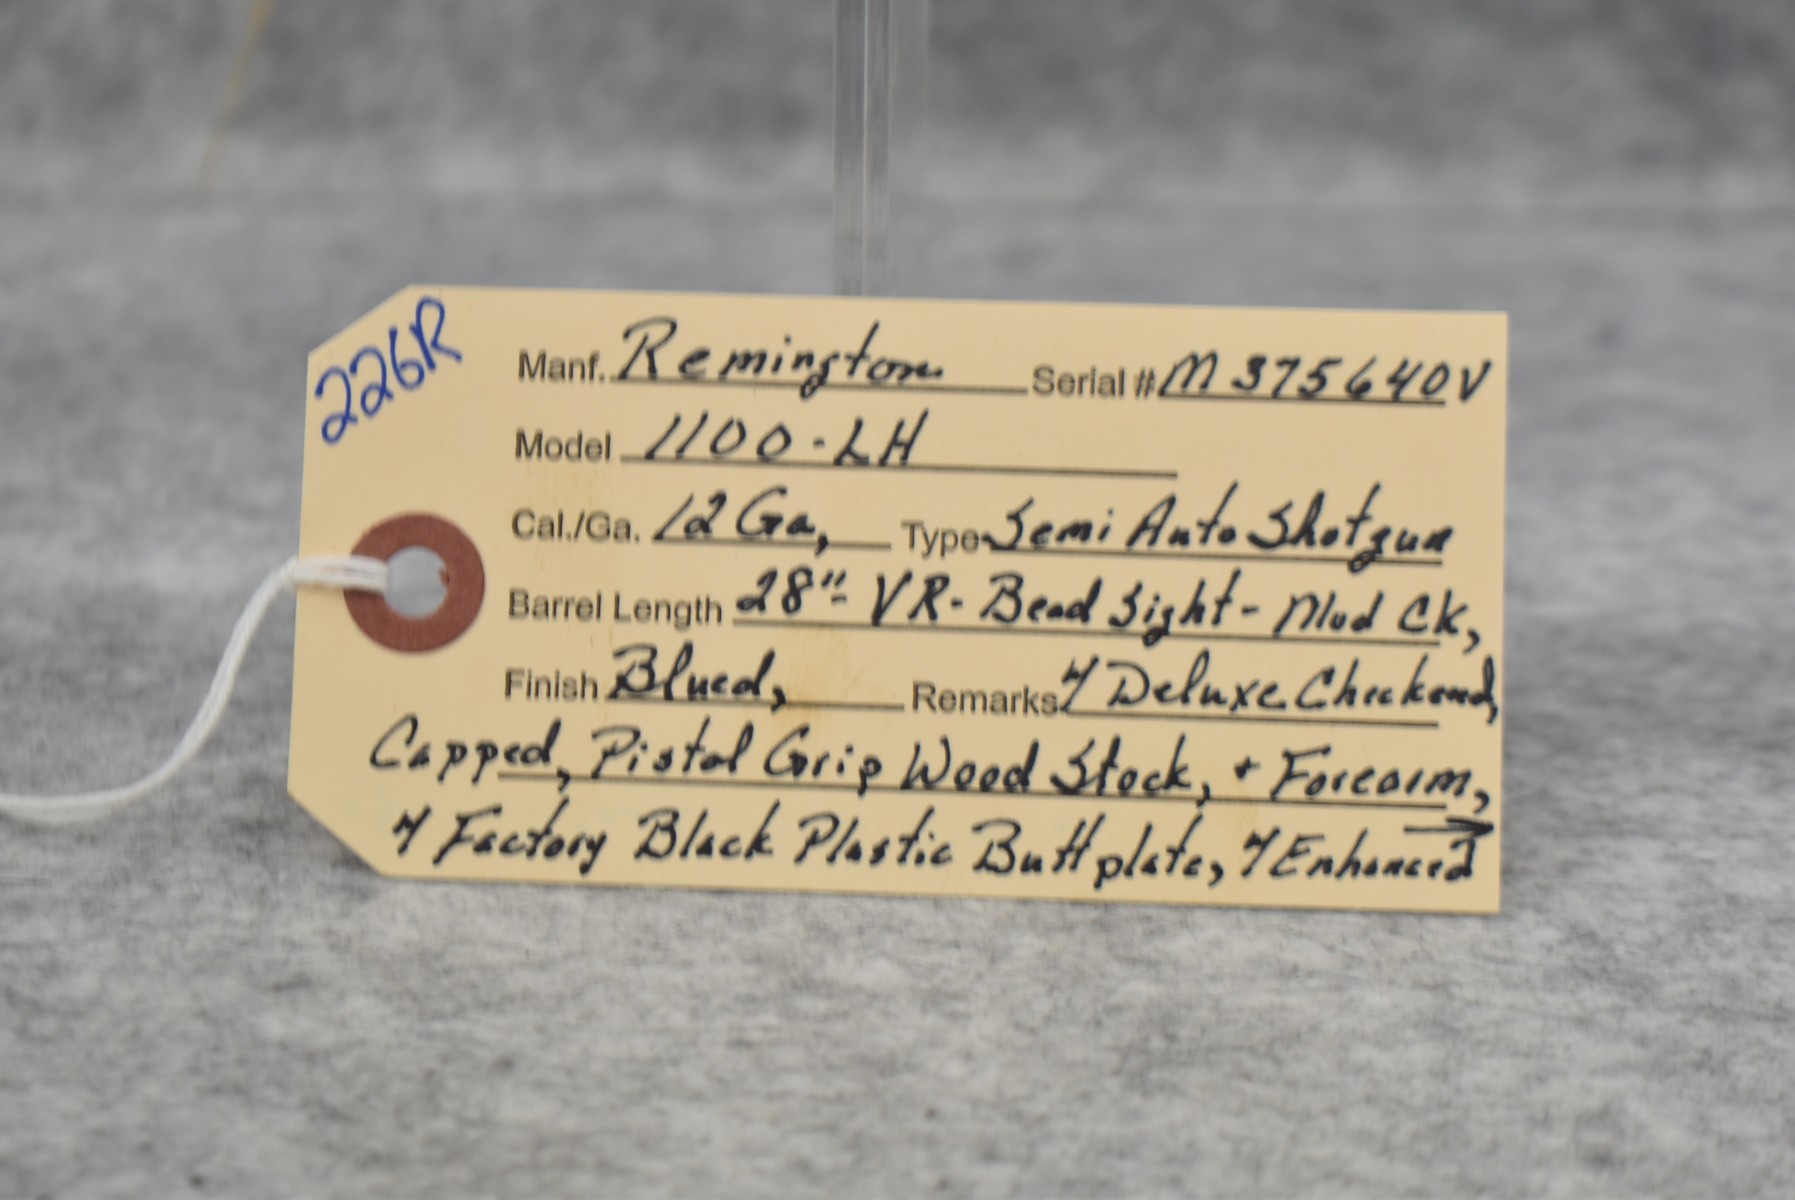 226R
Manf. Remington Serial # M375640V
Model 1100-LH
Cal./Ga. 12 Ga, Type Semi Auto Shotgun
Barrel Length 28"- VR- Bead Sight - Mod CK,
Finish Blued, Remarks W/ Deluxe Checkered,
Capped, Pistol Grip Wood Stock, + Forearm,
W/ Factory Black Plastic Buttplate, W/ Enhanced →